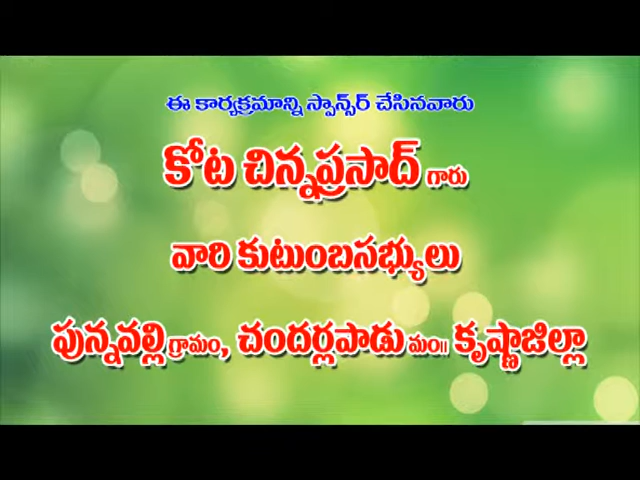 ఈ కార్యక్రమాన్ని స్పాన్సర్ చేసినవారు
కోట చిన్నప్రసాద్ గారు
వారి కుటుంబసభ్యులు
పున్నవల్లి గ్రామం, చందర్లపాడు మం॥ కృష్ణాజిల్లా